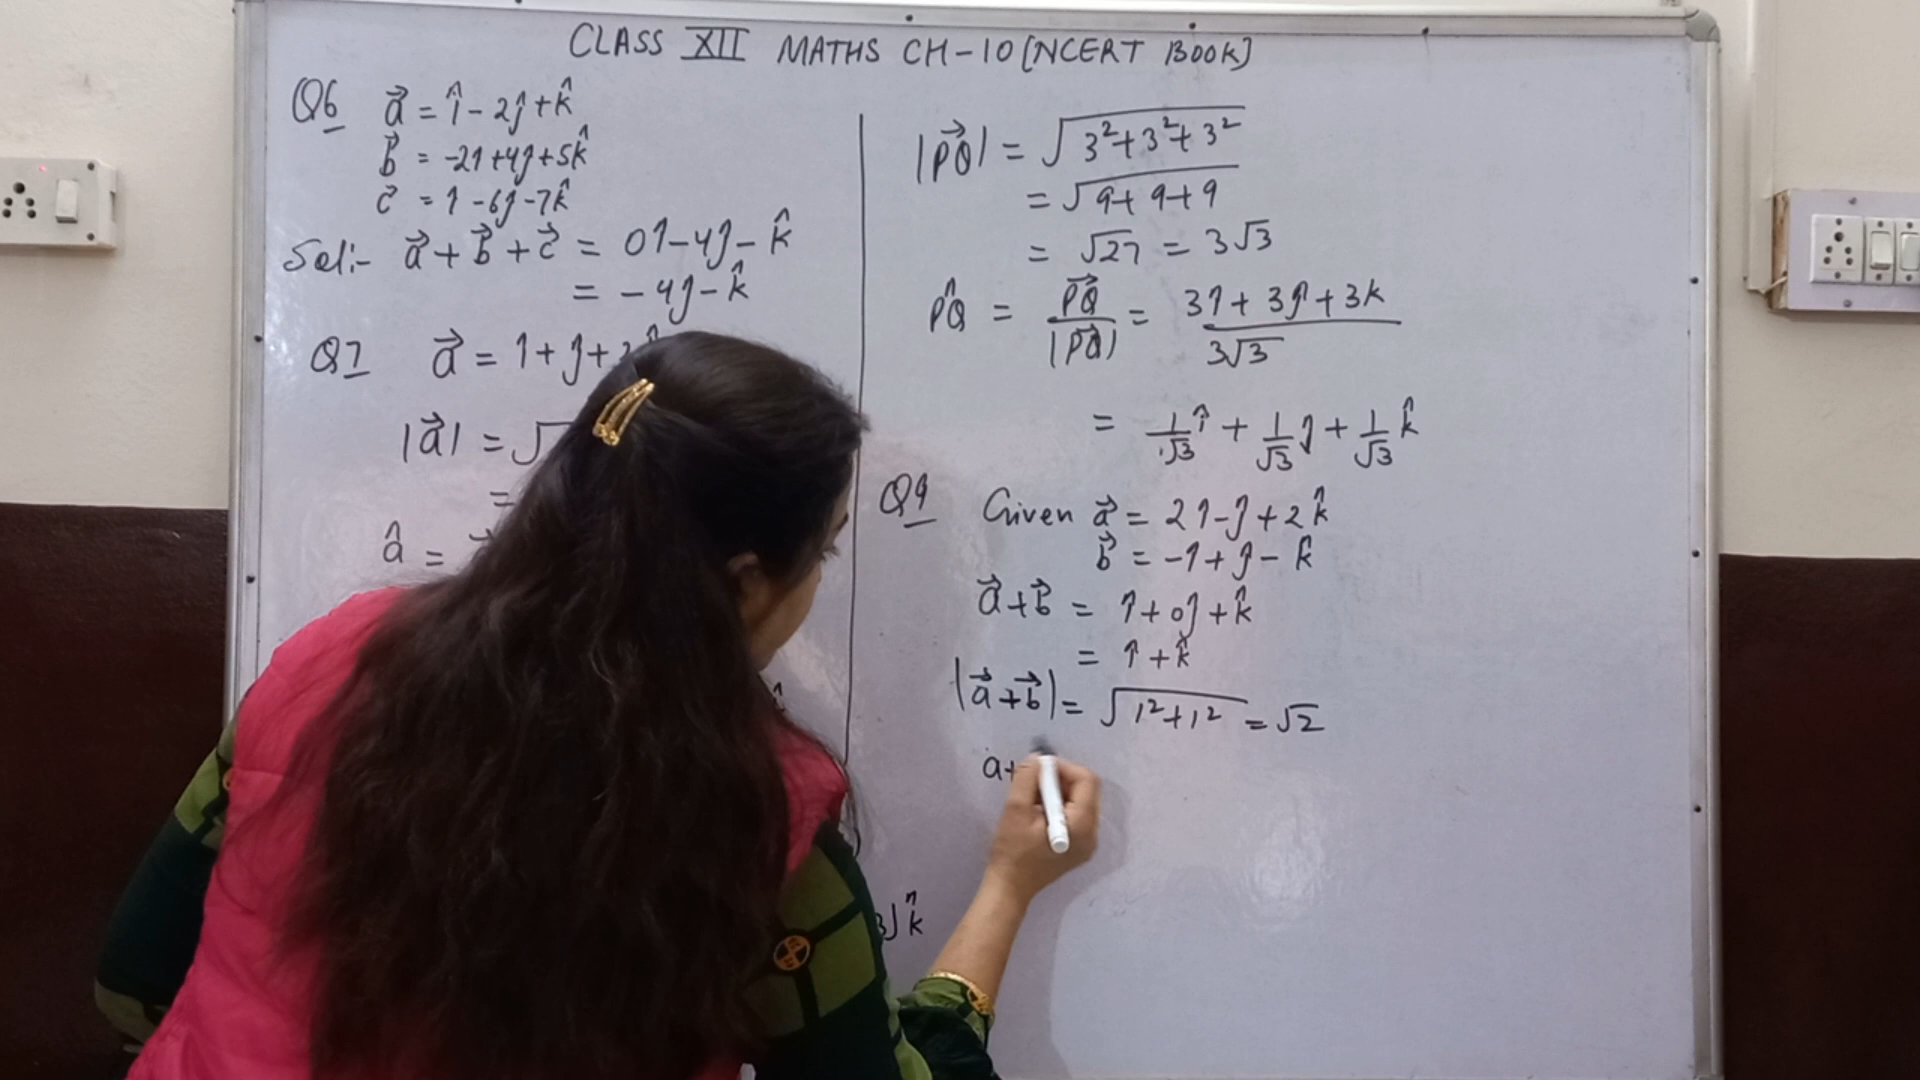 CLASS XII MATHS CH-10 [NCERT BOOK]
Q6 a⃗ = î - 2ĵ + k̂
b⃗ = -2î + 4ĵ + 5k̂
c⃗ = î - 6ĵ - 7k̂
Sol:- a⃗ + b⃗ + c⃗ = 0î - 4ĵ - k̂
= -4ĵ - k̂
Q7 a⃗ = î + ĵ +
|a⃗| = √
=
â =
3)k̂
|PQ⃗| = √3²+3²+3²
= √9+9+9
= √27 = 3√3
PQ̂ = PQ⃗/|PQ⃗| = 3î + 3ĵ + 3k/3√3
= 1/√3 î + 1/√3 ĵ + 1/√3 k̂
Q9 Given a⃗ = 2î - ĵ + 2k̂
b⃗ = -î + ĵ - k̂
a⃗ + b⃗ = î + 0ĵ + k̂
= î + k̂
|a⃗ + b⃗| = √1²+1² = √2
a+